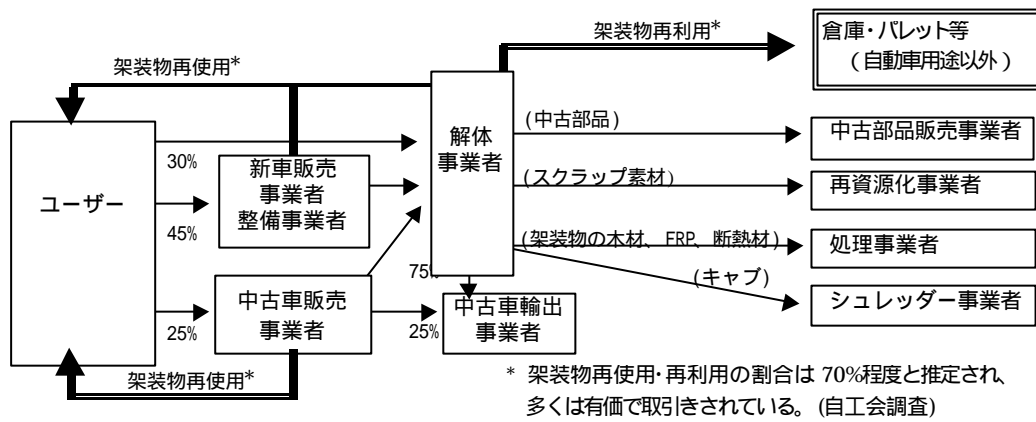 架装物再利用*
倉庫・パレット等
(自動車用途以外)
架装物再使用*
解体
事業者
(中古部品)
中古部品販売事業者
30%
新車販売
事業者
整備事業者
(スクラップ素材)
再資源化事業者
ユーザー
45%
(架装物の木材、FRP、断熱材)
処理事業者
75%
(キャブ)
中古車販売
事業者
25%
25%
中古車輸出
事業者
シュレッダー事業者
架装物再使用*
* 架装物再使用・再利用の割合は 70%程度と推定され、
多くは有価で取引きされている。(自工会調査)